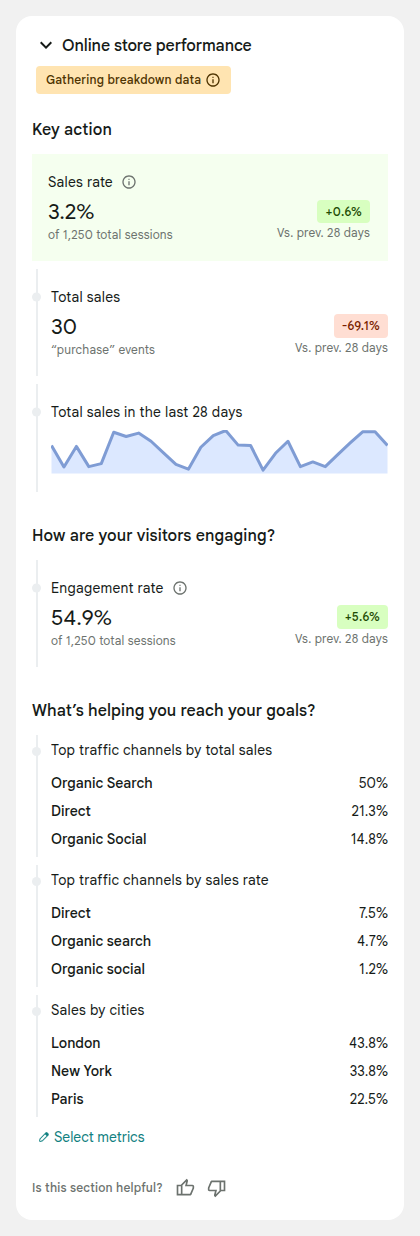 Online store performance
Gathering breakdown data
Key action
Sales rate
3.2%
+0.6%
of 1,250 total sessions
Vs. prev. 28 days
Total sales
30
-69.1%
“purchase” events
Vs. prev. 28 days
Total sales in the last 28 days
How are your visitors engaging?
Engagement rate
54.9%
+5.6%
of 1,250 total sessions
Vs. prev. 28 days
What’s helping you reach your goals?
Top traffic channels by total sales
Organic Search 50%
Direct 21.3%
Organic Social 14.8%
Top traffic channels by sales rate
Direct 7.5%
Organic search 4.7%
Organic social 1.2%
Sales by cities
London 43.8%
New York 33.8%
Paris 22.5%
Select metrics
Is this section helpful?